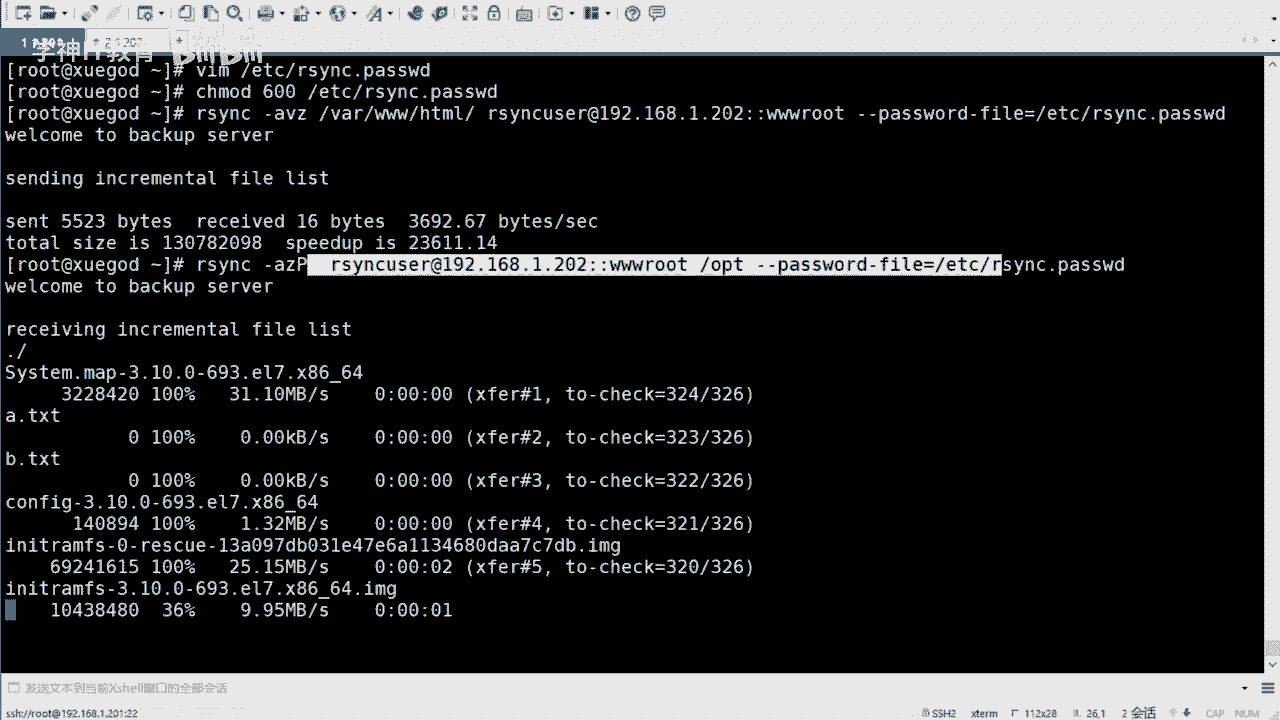 1 1.202
2 1.202
+
学神IT教育 bilibili
[root@xuegod ~]# vim /etc/rsync.passwd
[root@xuegod ~]# chmod 600 /etc/rsync.passwd
[root@xuegod ~]# rsync -avz /var/www/html/ rsyncuser@192.168.1.202::wwwroot --password-file=/etc/rsync.passwd
welcome to backup server
sending incremental file list
sent 5523 bytes  received 16 bytes  3692.67 bytes/sec
total size is 130782098  speedup is 23611.14
[root@xuegod ~]# rsync -azP  rsyncuser@192.168.1.202::wwwroot /opt --password-file=/etc/rsync.passwd
welcome to backup server
receiving incremental file list
./
System.map-3.10.0-693.el7.x86_64
3228420 100%   31.10MB/s    0:00:00 (xfer#1, to-check=324/326)
a.txt
0 100%    0.00kB/s    0:00:00 (xfer#2, to-check=323/326)
b.txt
0 100%    0.00kB/s    0:00:00 (xfer#3, to-check=322/326)
config-3.10.0-693.el7.x86_64
140894 100%    1.32MB/s    0:00:00 (xfer#4, to-check=321/326)
initramfs-0-rescue-13a097db031e47e6a1134680daa7c7db.img
69241615 100%   25.15MB/s    0:00:02 (xfer#5, to-check=320/326)
initramfs-3.10.0-693.el7.x86_64.img
10438480  36%    9.95MB/s    0:00:01
发送文本到当前Xshell窗口的全部会话
ssh://root@192.168.1.201:22 SSH2 xterm 112x28 26,1 2 会话 CAP NUM